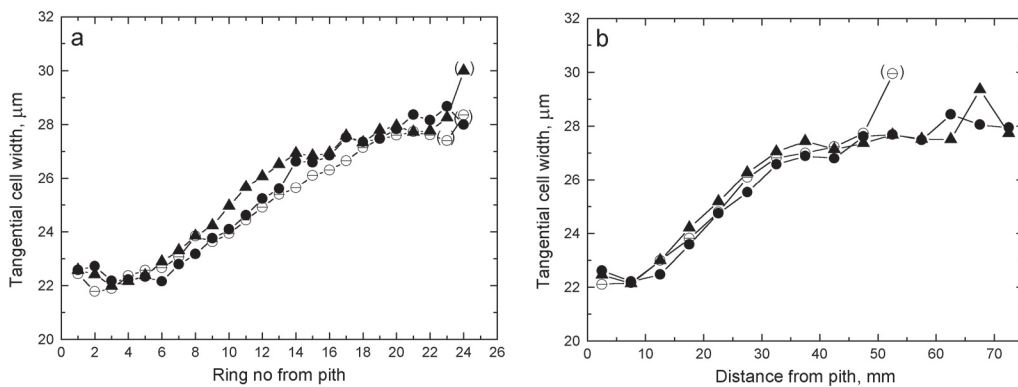 a
Tangential cell width, μm
32
30
28
26
24
22
20
0 2 4 6 8 10 12 14 16 18 20 22 24 26
Ring no from pith
b
Tangential cell width, μm
32
30
28
26
24
22
20
0 10 20 30 40 50 60 70
Distance from pith, mm